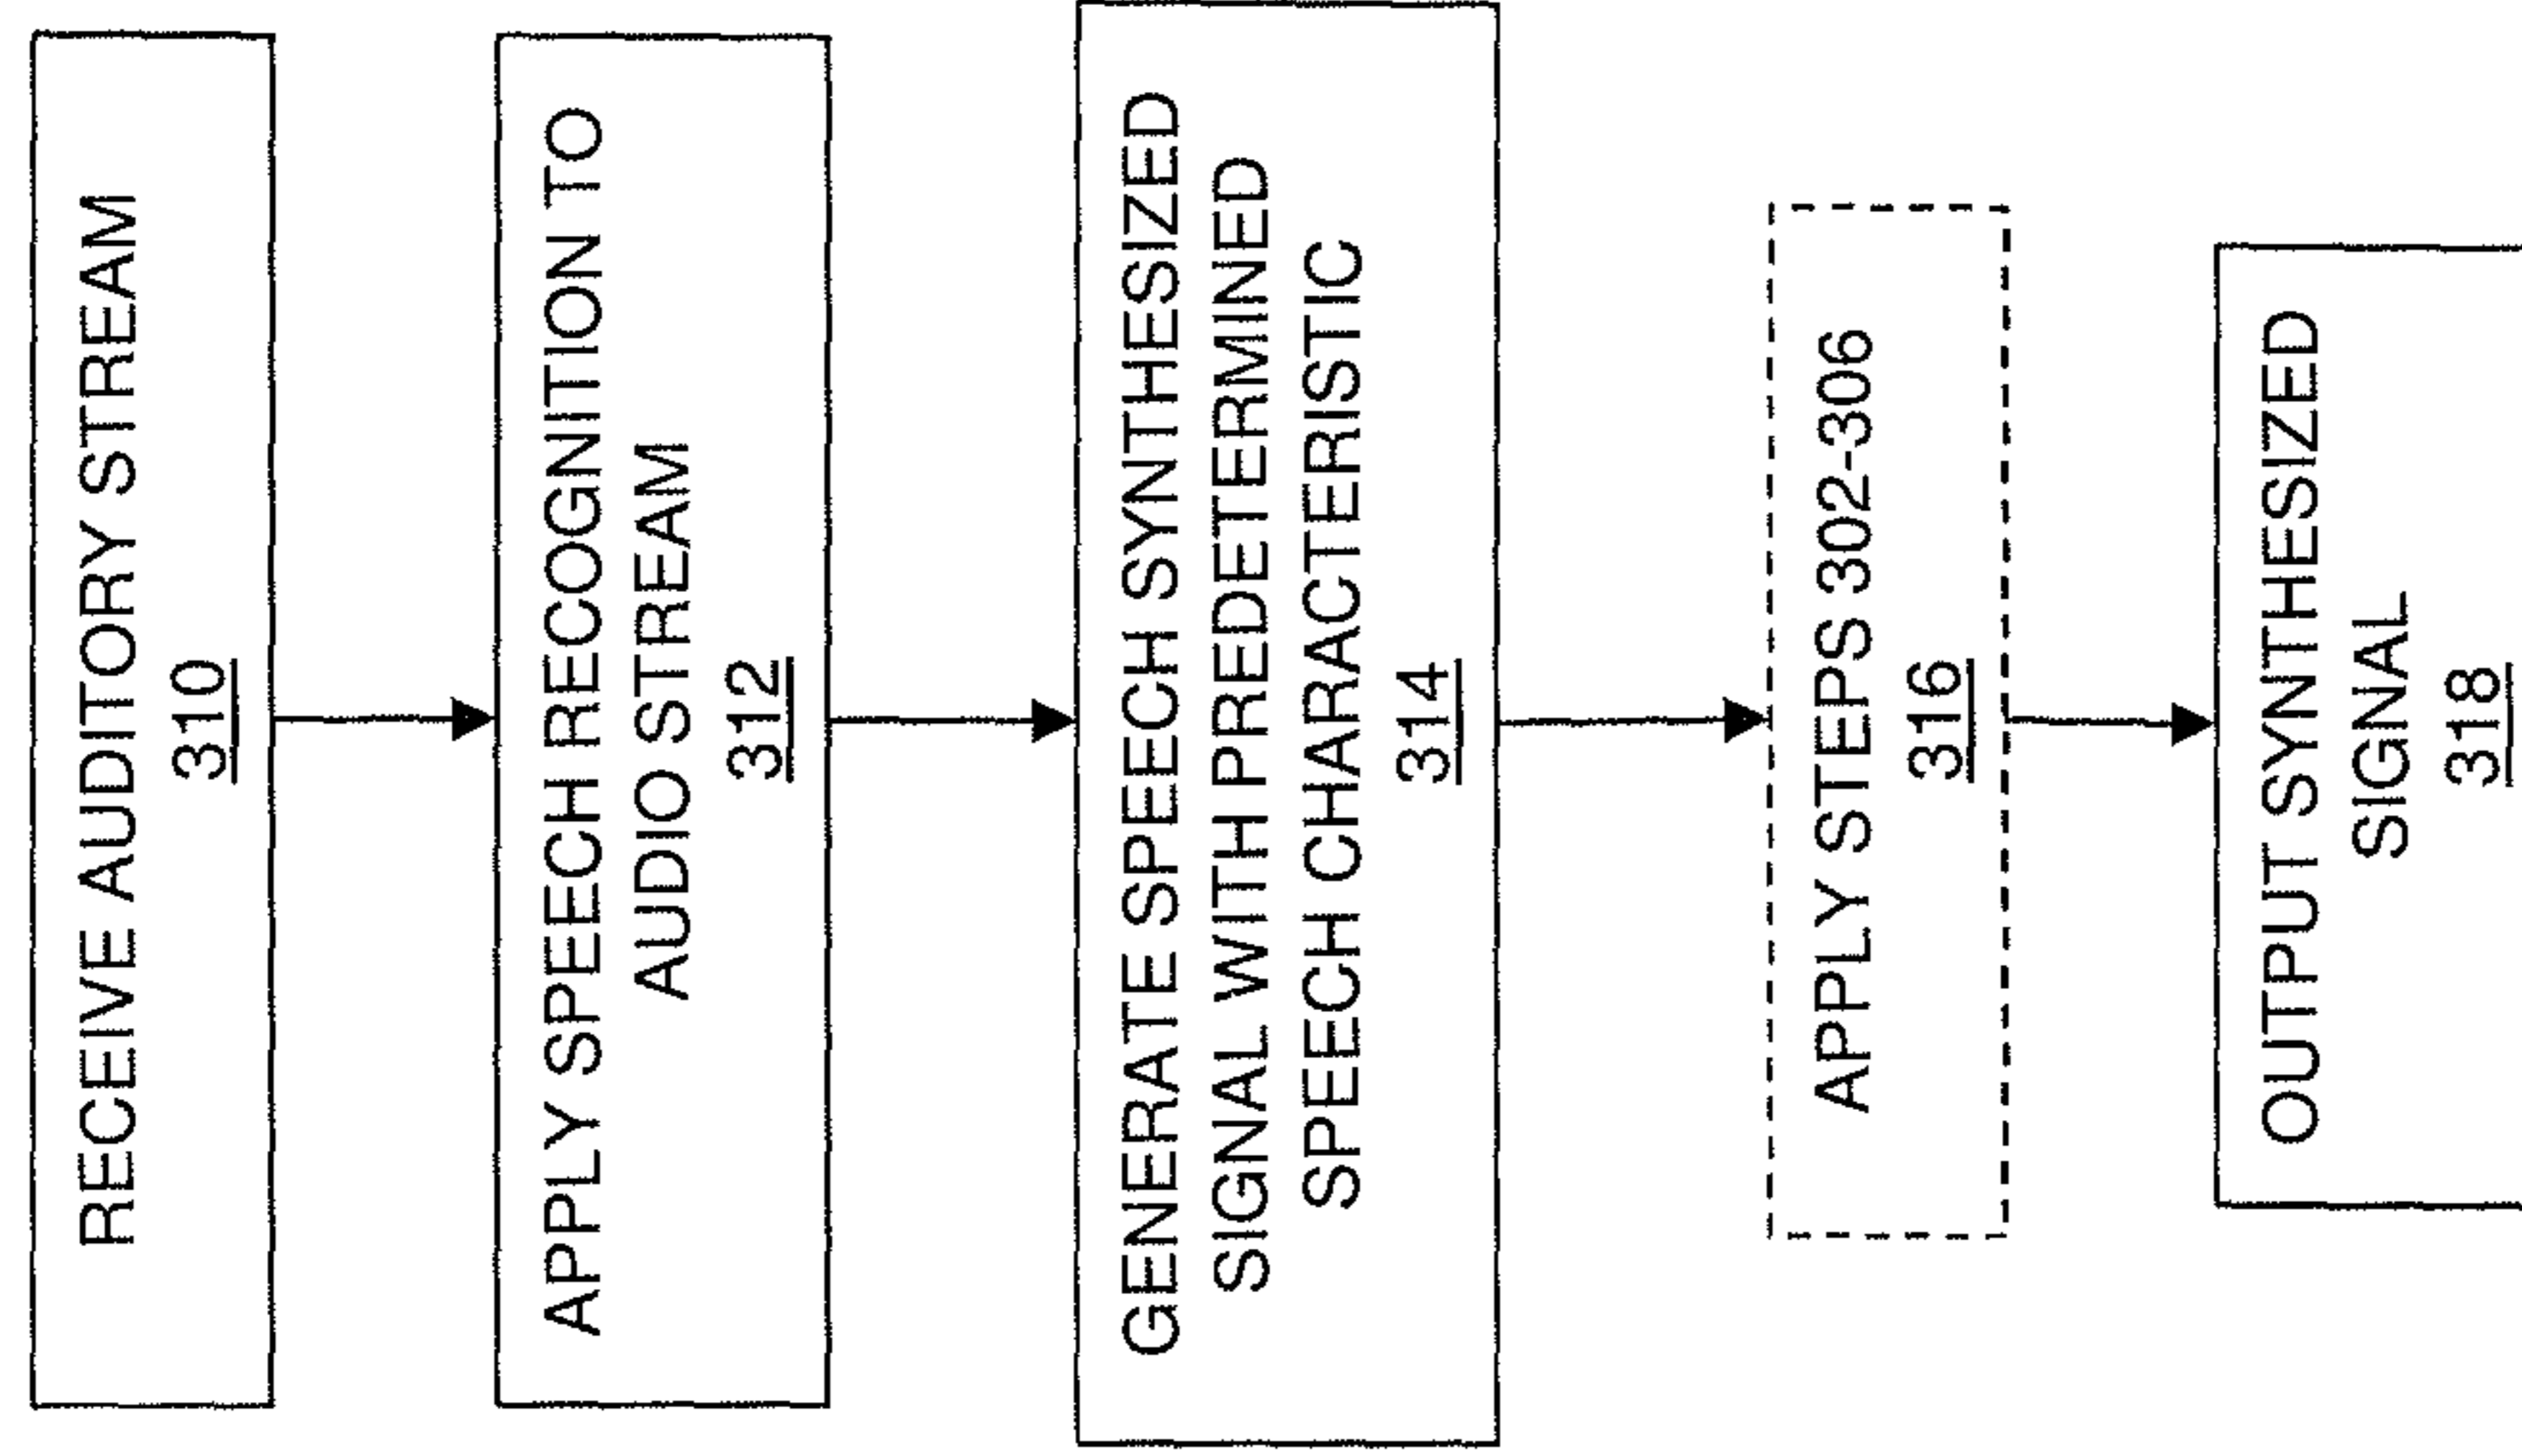 RECEIVE AUDITORY STREAM
310
APPLY SPEECH RECOGNITION TO
AUDIO STREAM
312
GENERATE SPEECH SYNTHESIZED
SIGNAL WITH PREDETERMINED
SPEECH CHARACTERISTIC
314
APPLY STEPS 302-306
316
OUTPUT SYNTHESIZED
SIGNAL
318